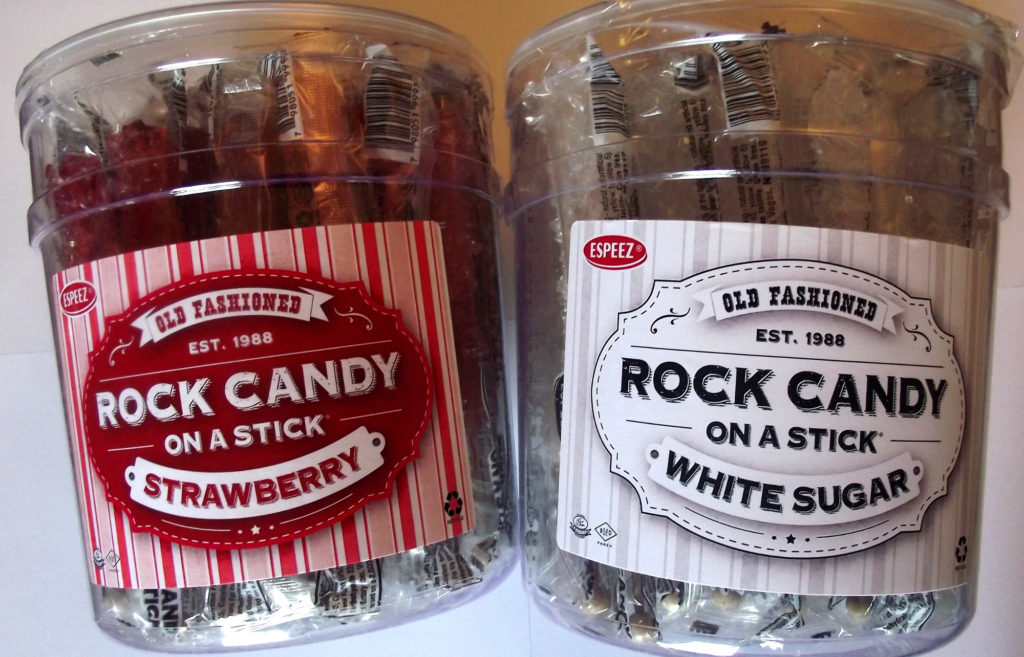 ESPEEZ®
OLD FASHIONED
EST. 1988
ROCK CANDY
ON A STICK®
STRAWBERRY
ESPEEZ®
OLD FASHIONED
EST. 1988
ROCK CANDY
ON A STICK®
WHITE SUGAR